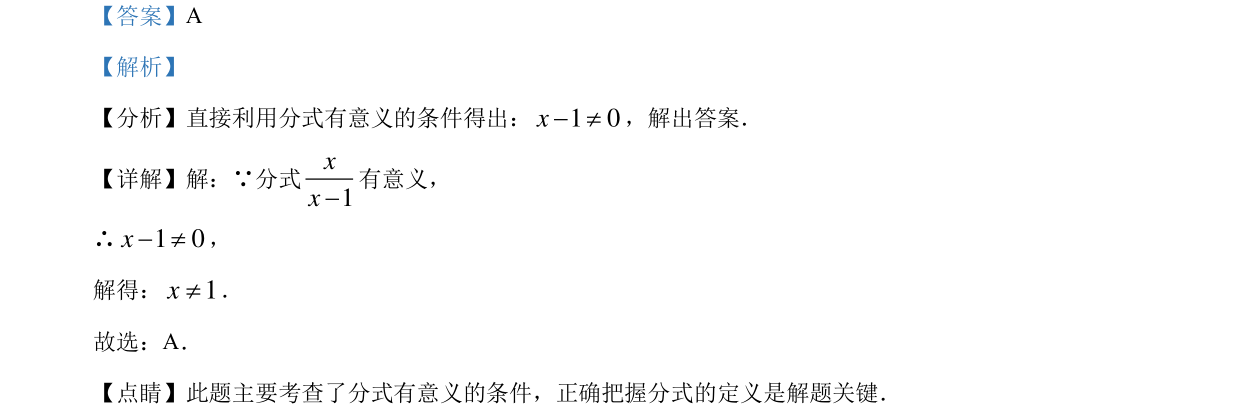 【答案】A
【解析】
【分析】直接利用分式有意义的条件得出：x−1≠0，解出答案．
【详解】解：∵分式x/(x−1)有意义，
∴x−1≠0，
解得：x≠1．
故选：A．
【点睛】此题主要考查了分式有意义的条件，正确把握分式的定义是解题关键．